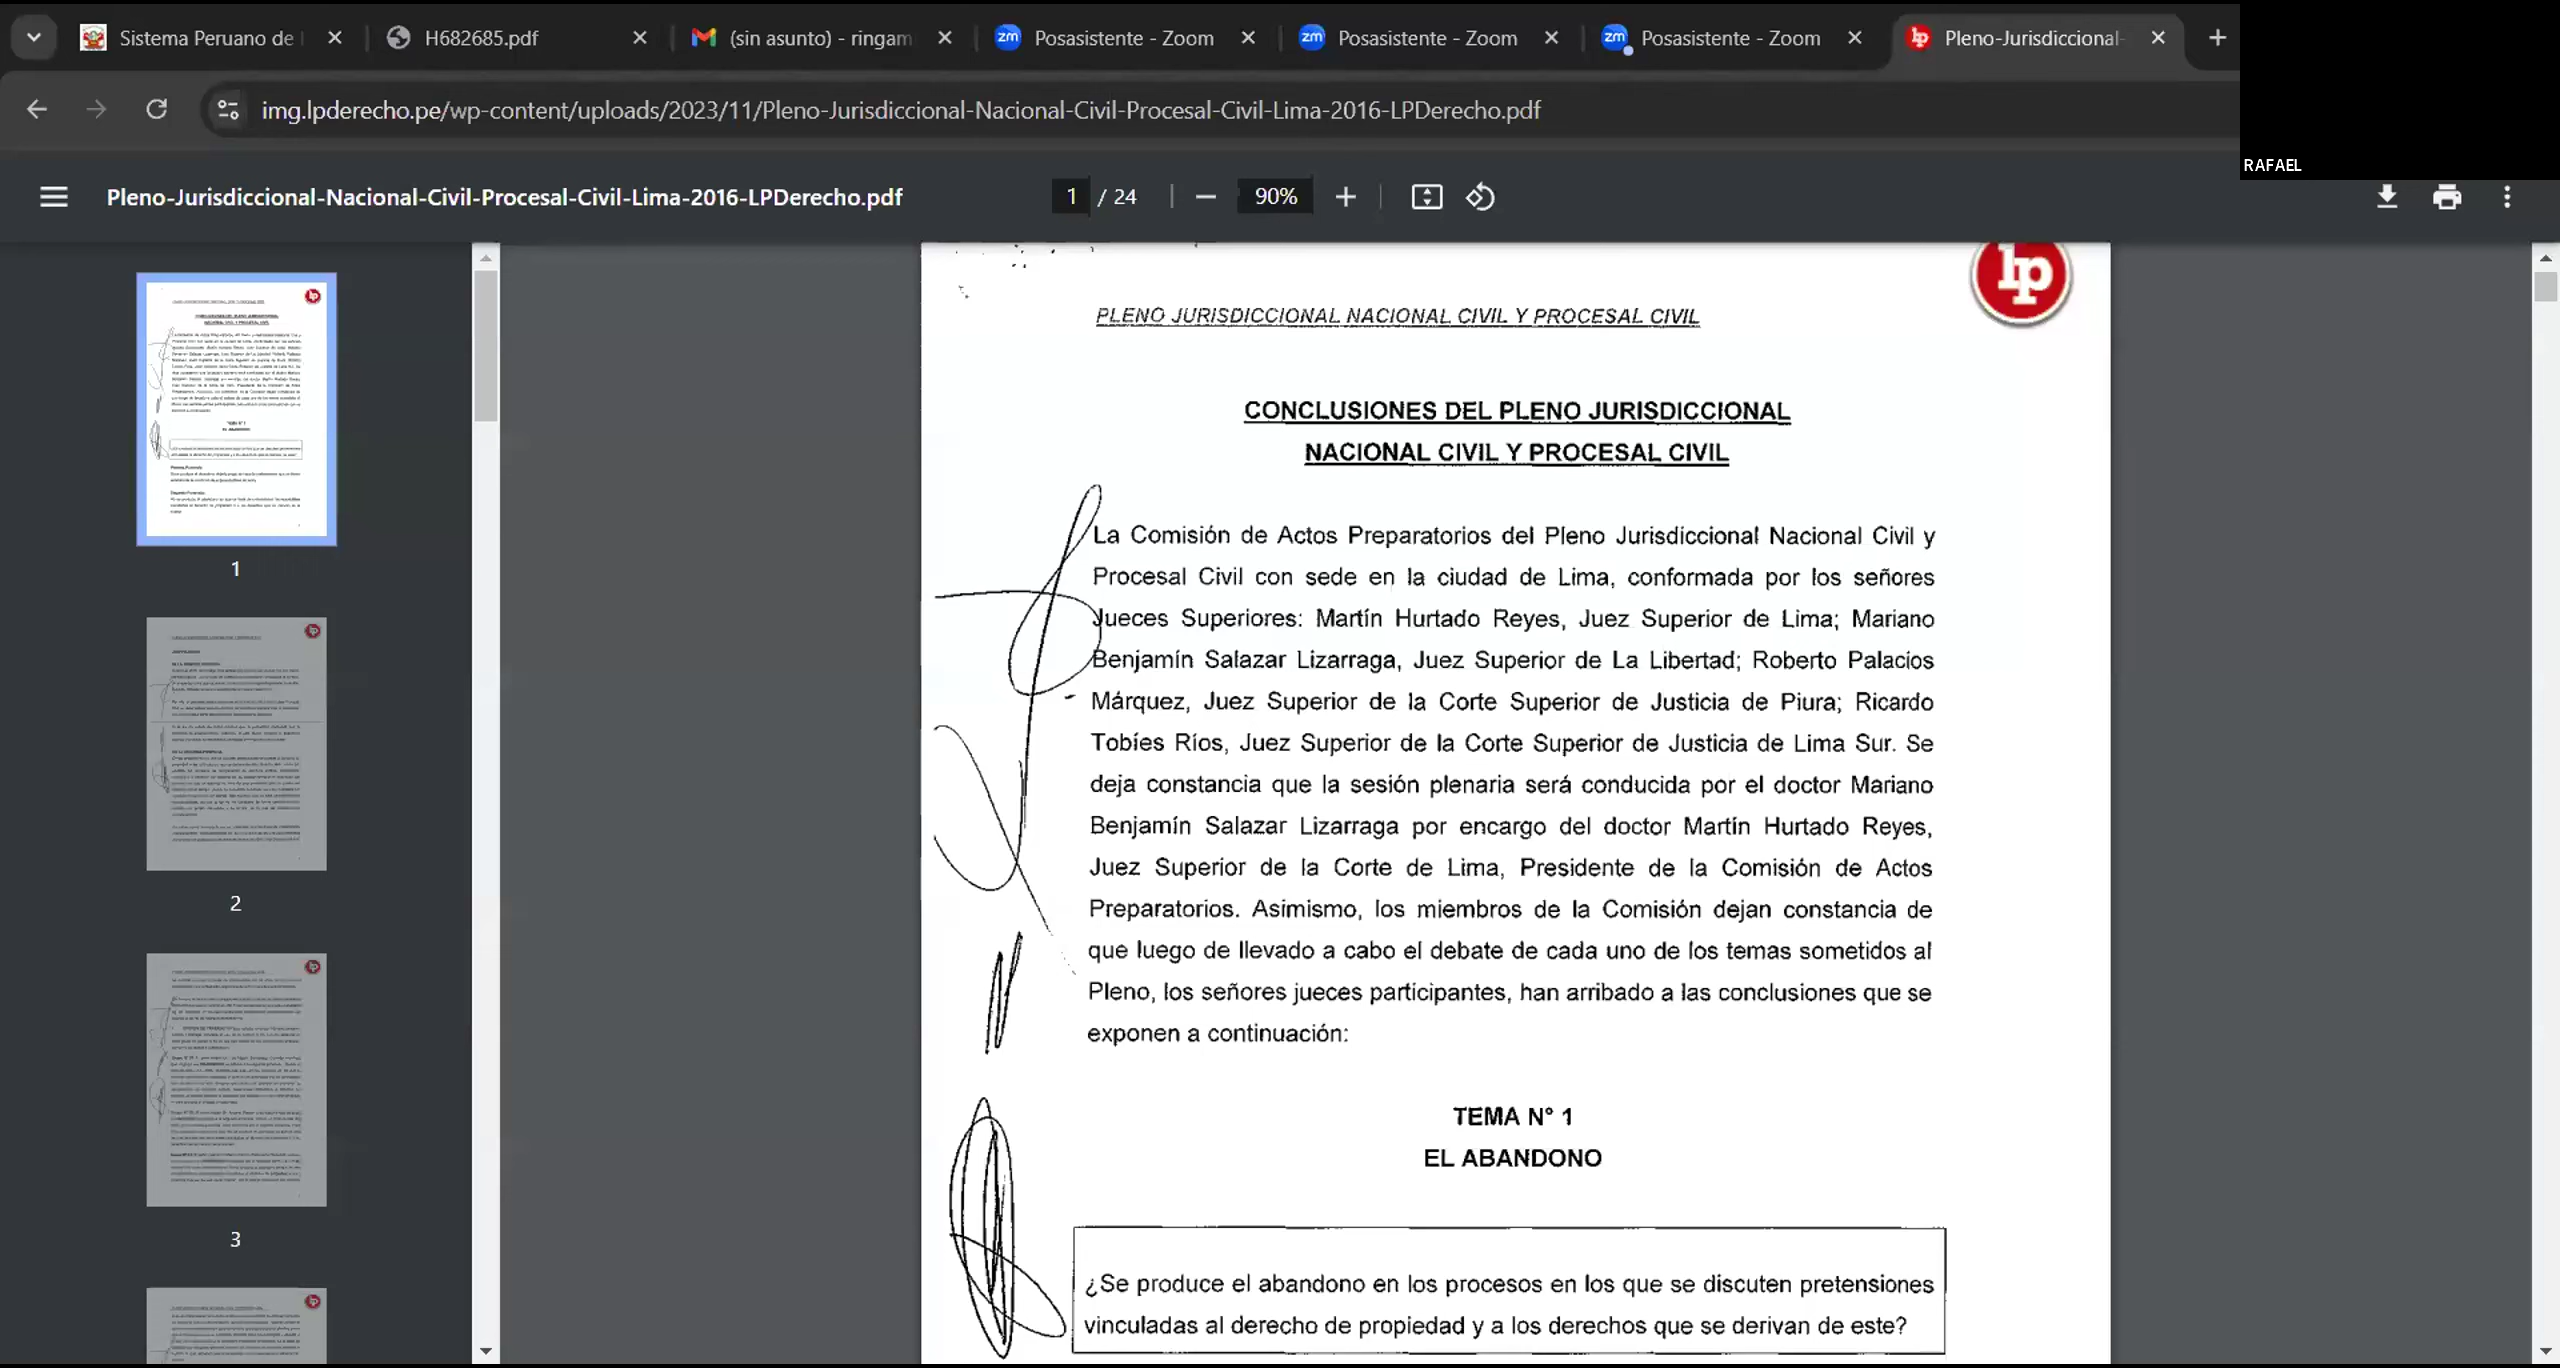 Sistema Peruano de
H682685.pdf
(sin asunto) - ringam
Posasistente - Zoom
Posasistente - Zoom
Posasistente - Zoom
Pleno-Jurisdiccional-
img.lpderecho.pe/wp-content/uploads/2023/11/Pleno-Jurisdiccional-Nacional-Civil-Procesal-Civil-Lima-2016-LPDerecho.pdf
RAFAEL
Pleno-Jurisdiccional-Nacional-Civil-Procesal-Civil-Lima-2016-LPDerecho.pdf
1 / 24
90%
1
2
3
lp
PLENO JURISDICCIONAL NACIONAL CIVIL Y PROCESAL CIVIL
CONCLUSIONES DEL PLENO JURISDICCIONAL
NACIONAL CIVIL Y PROCESAL CIVIL
La Comisión de Actos Preparatorios del Pleno Jurisdiccional Nacional Civil y
Procesal Civil con sede en la ciudad de Lima, conformada por los señores
Jueces Superiores: Martín Hurtado Reyes, Juez Superior de Lima; Mariano
Benjamín Salazar Lizarraga, Juez Superior de La Libertad; Roberto Palacios
Márquez, Juez Superior de la Corte Superior de Justicia de Piura; Ricardo
Tobíes Ríos, Juez Superior de la Corte Superior de Justicia de Lima Sur. Se
deja constancia que la sesión plenaria será conducida por el doctor Mariano
Benjamín Salazar Lizarraga por encargo del doctor Martín Hurtado Reyes,
Juez Superior de la Corte de Lima, Presidente de la Comisión de Actos
Preparatorios. Asimismo, los miembros de la Comisión dejan constancia de
que luego de llevado a cabo el debate de cada uno de los temas sometidos al
Pleno, los señores jueces participantes, han arribado a las conclusiones que se
exponen a continuación:
TEMA N° 1
EL ABANDONO
¿Se produce el abandono en los procesos en los que se discuten pretensiones
vinculadas al derecho de propiedad y a los derechos que se derivan de este?